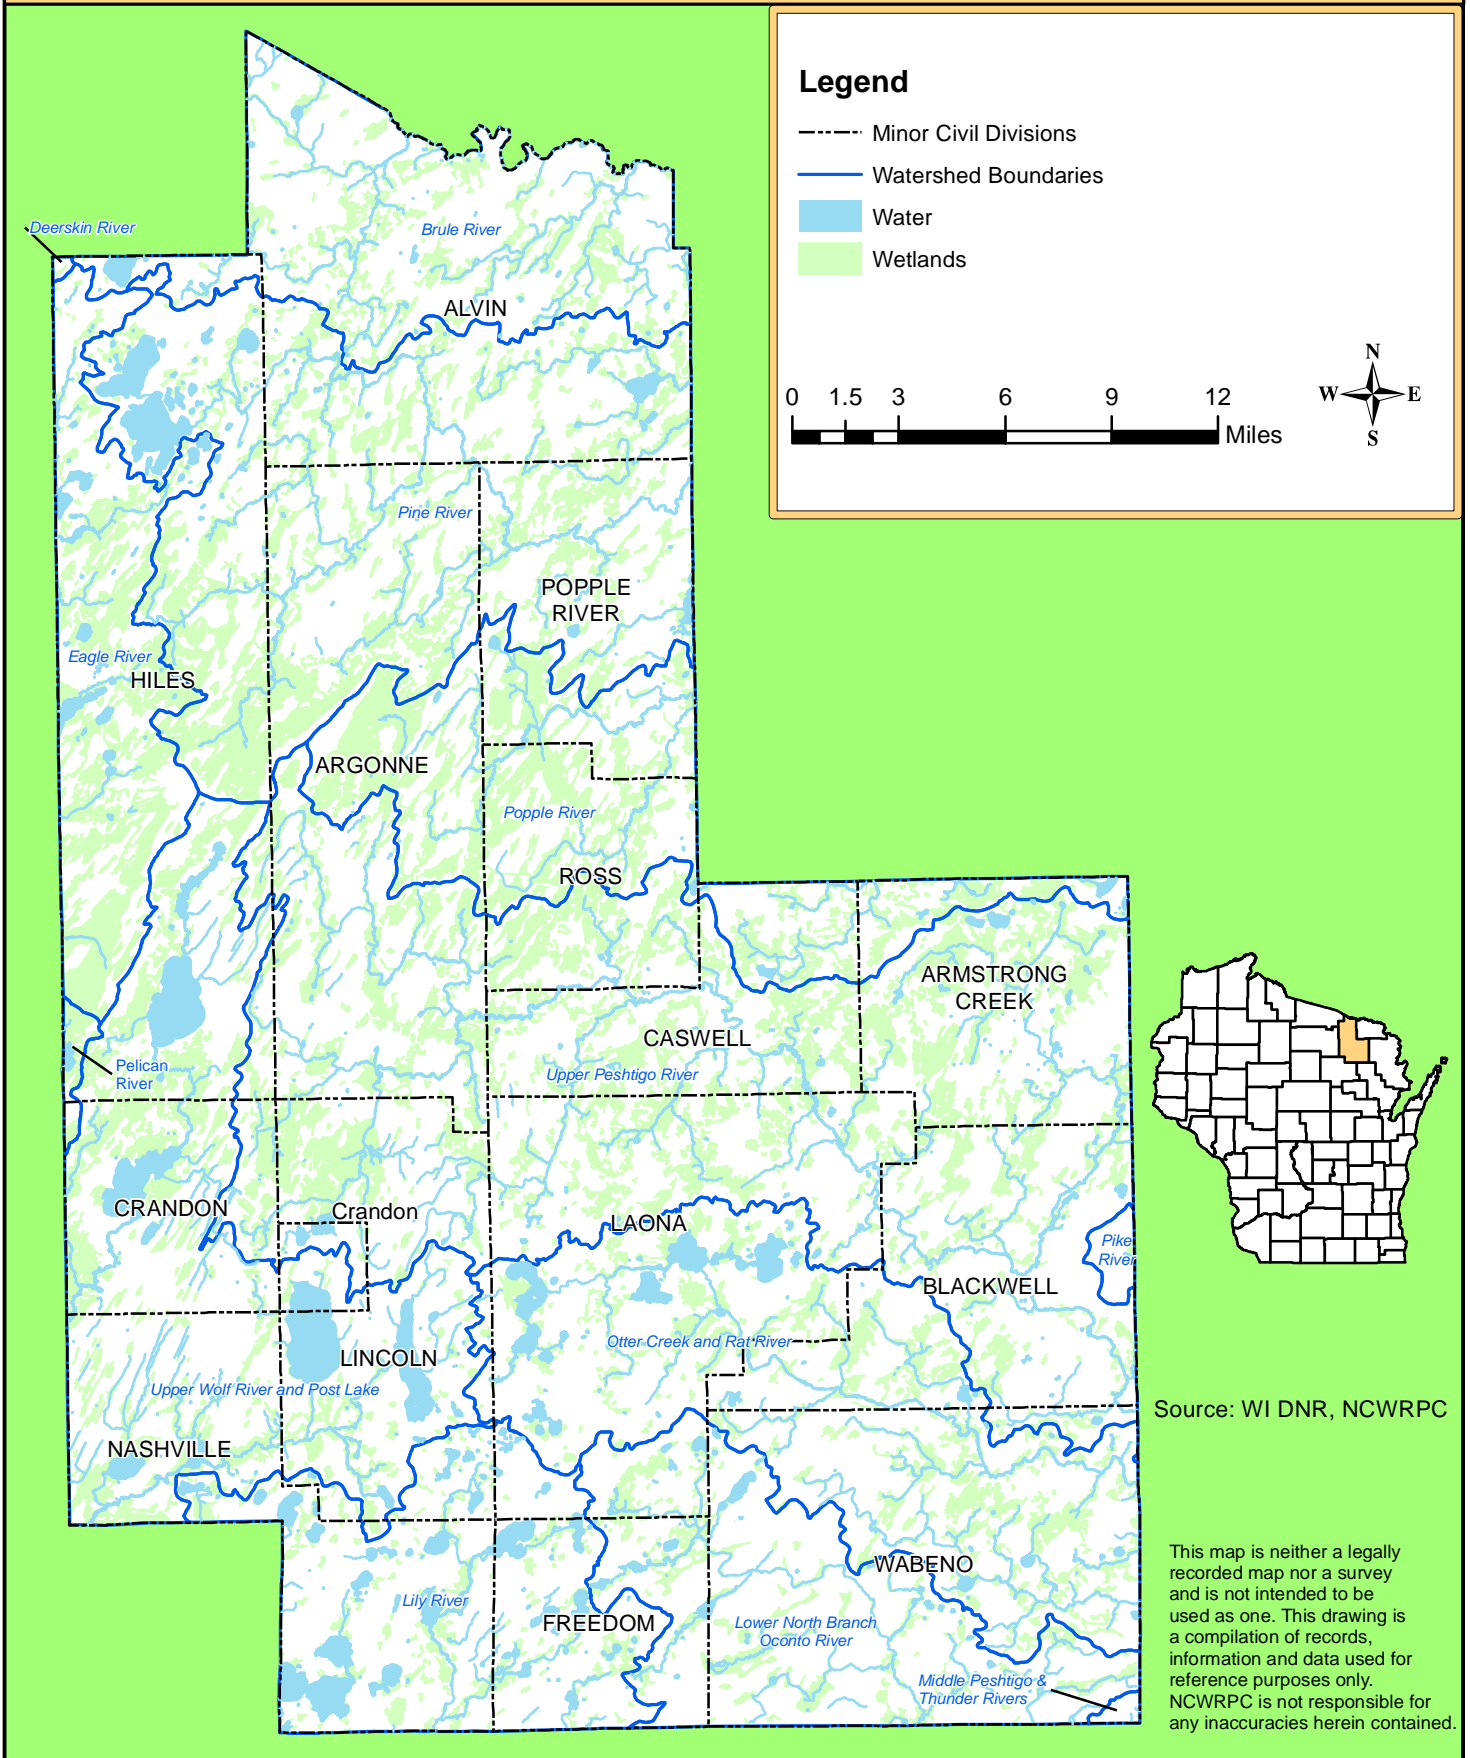 Legend
Minor Civil Divisions
Watershed Boundaries
Water
Wetlands
0 1.5 3 6 9 12
Miles
N
W E
S
Deerskin River
Brule River
ALVIN
Pine River
POPPLE
RIVER
Eagle River
HILES
ARGONNE
Popple River
ROSS
ARMSTRONG
CREEK
CASWELL
Pelican
River
Upper Peshtigo River
CRANDON
Crandon
LAONA
Pike
River
BLACKWELL
Otter Creek and Rat River
LINCOLN
Upper Wolf River and Post Lake
NASHVILLE
Source: WI DNR, NCWRPC
WABENO
Lily River
FREEDOM
Lower North Branch
Oconto River
Middle Peshtigo &
Thunder Rivers
This map is neither a legally
recorded map nor a survey
and is not intended to be
used as one. This drawing is
a compilation of records,
information and data used for
reference purposes only.
NCWRPC is not responsible for
any inaccuracies herein contained.